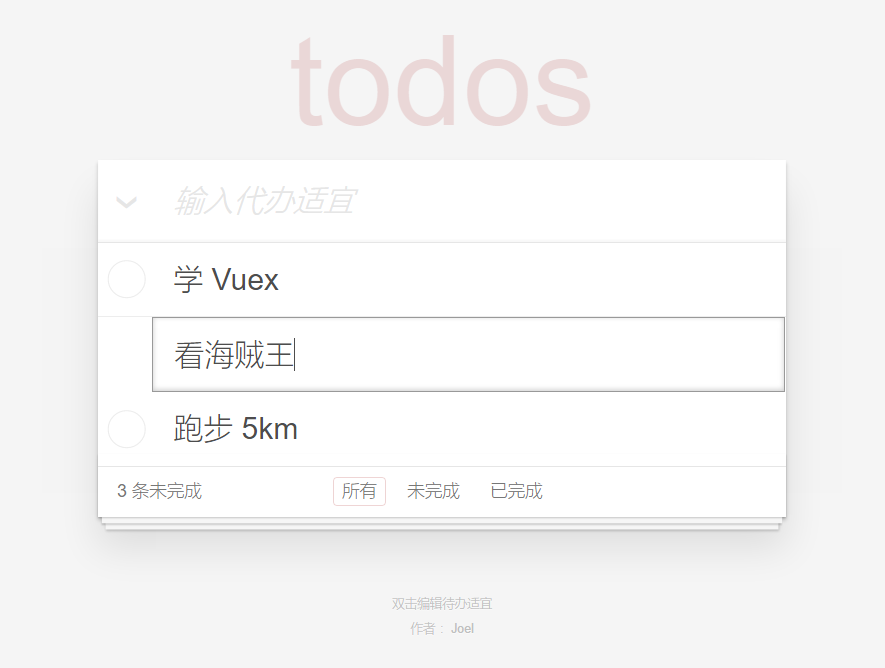 todos
输入代办适宜
学 Vuex
看海贼王
跑步 5km
3 条未完成 所有 未完成 已完成
双击编辑待办适宜
作者 : Joel